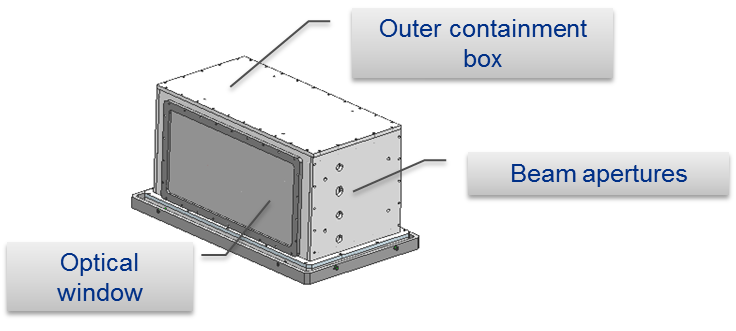 Outer containment
box
Beam apertures
Optical
window